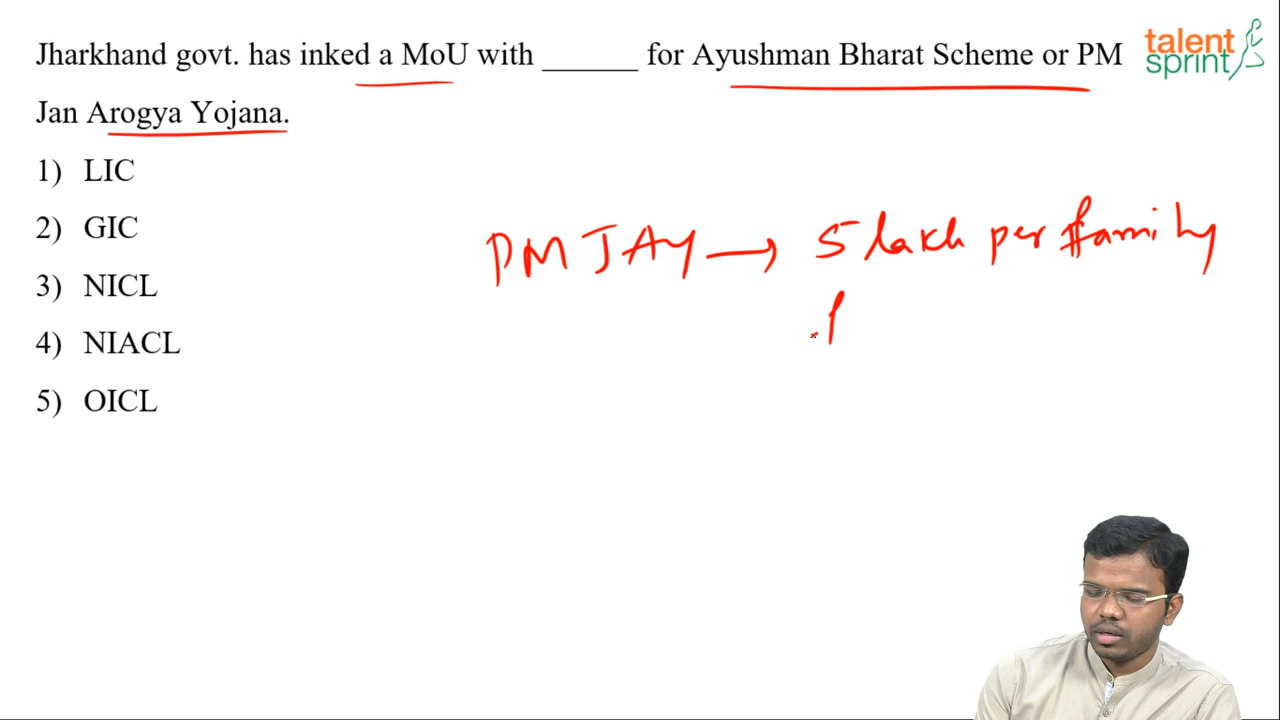 Jharkhand govt. has inked a MoU with ______ for Ayushman Bharat Scheme or PM
Jan Arogya Yojana.
talent
sprint
1) LIC
2) GIC
3) NICL
4) NIACL
5) OICL
PMJAY → 5 lakh per family